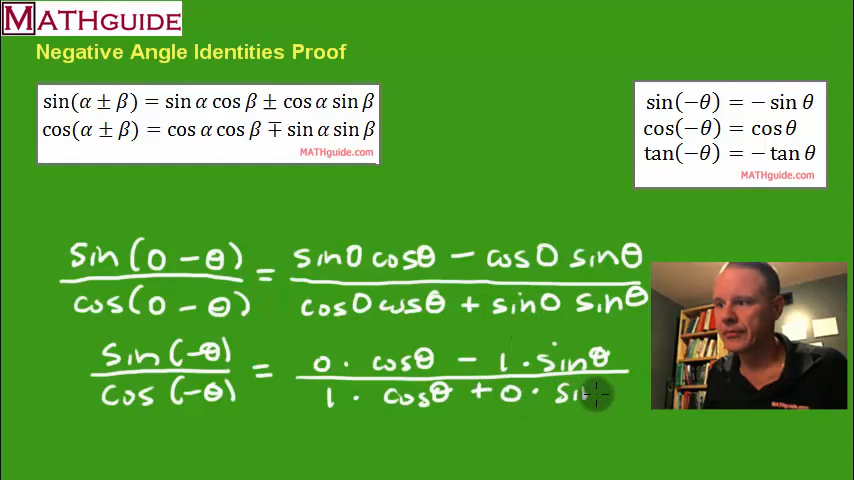 MATHGUIDE
Negative Angle Identities Proof
sin(α ± β) = sin α cos β ± cos α sin β
cos(α ± β) = cos α cos β ∓ sin α sin β
MATHguide.com
sin(−θ) = − sin θ
cos(−θ) = cos θ
tan(−θ) = − tan θ
MATHguide.com
sin(0 − θ) / cos(0 − θ) = sin0 cosθ − cos0 sinθ / cos0 cosθ + sin0 sinθ
sin(−θ) / cos(−θ) = 0 · cosθ − 1 · sinθ / 1 · cosθ + 0 · sin